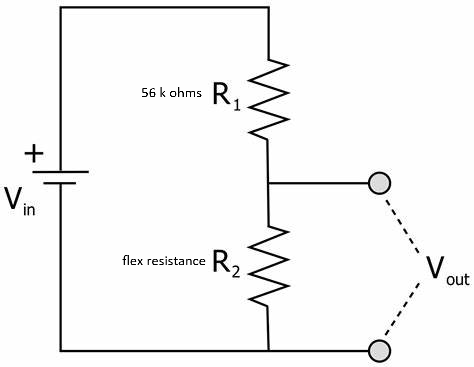 56 k ohms R1
+
Vin
flex resistance R2
Vout